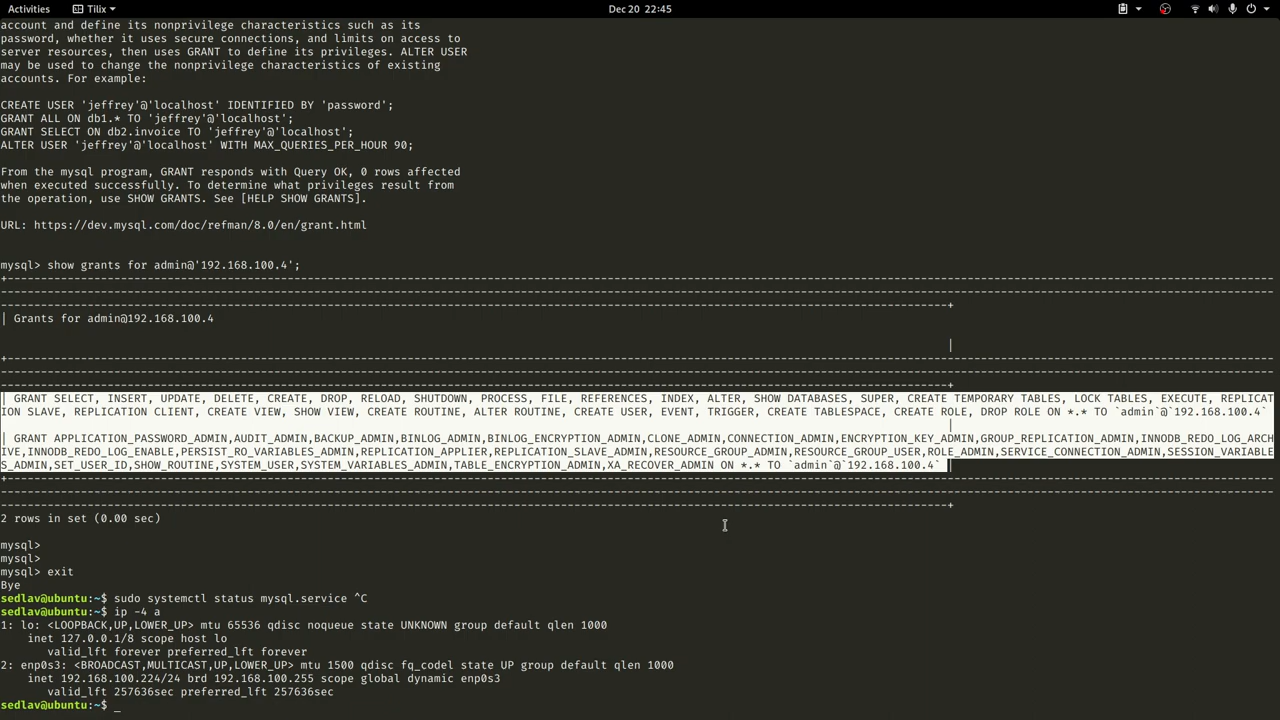 Activities Tilix Dec 20 22:45
account and define its nonprivilege characteristics such as its
password, whether it uses secure connections, and limits on access to
server resources, then uses GRANT to define its privileges. ALTER USER
may be used to change the nonprivilege characteristics of existing
accounts. For example:
CREATE USER 'jeffrey'@'localhost' IDENTIFIED BY 'password';
GRANT ALL ON db1.* TO 'jeffrey'@'localhost';
GRANT SELECT ON db2.invoice TO 'jeffrey'@'localhost';
ALTER USER 'jeffrey'@'localhost' WITH MAX_QUERIES_PER_HOUR 90;
From the mysql program, GRANT responds with Query OK, 0 rows affected
when executed successfully. To determine what privileges result from
the operation, use SHOW GRANTS. See [HELP SHOW GRANTS].
URL: https://dev.mysql.com/doc/refman/8.0/en/grant.html
mysql> show grants for admin@'192.168.100.4';
| Grants for admin@192.168.100.4
|
| GRANT SELECT, INSERT, UPDATE, DELETE, CREATE, DROP, RELOAD, SHUTDOWN, PROCESS, FILE, REFERENCES, INDEX, ALTER, SHOW DATABASES, SUPER, CREATE TEMPORARY TABLES, LOCK TABLES, EXECUTE, REPLICAT
ION SLAVE, REPLICATION CLIENT, CREATE VIEW, SHOW VIEW, CREATE ROUTINE, ALTER ROUTINE, CREATE USER, EVENT, TRIGGER, CREATE TABLESPACE, CREATE ROLE, DROP ROLE ON *.* TO `admin`@`192.168.100.4`
|
| GRANT APPLICATION_PASSWORD_ADMIN,AUDIT_ADMIN,BACKUP_ADMIN,BINLOG_ADMIN,BINLOG_ENCRYPTION_ADMIN,CLONE_ADMIN,CONNECTION_ADMIN,ENCRYPTION_KEY_ADMIN,GROUP_REPLICATION_ADMIN,INNODB_REDO_LOG_ARCH
IVE,INNODB_REDO_LOG_ENABLE,PERSIST_RO_VARIABLES_ADMIN,REPLICATION_APPLIER,REPLICATION_SLAVE_ADMIN,RESOURCE_GROUP_ADMIN,RESOURCE_GROUP_USER,ROLE_ADMIN,SERVICE_CONNECTION_ADMIN,SESSION_VARIABLE
S_ADMIN,SET_USER_ID,SHOW_ROUTINE,SYSTEM_USER,SYSTEM_VARIABLES_ADMIN,TABLE_ENCRYPTION_ADMIN,XA_RECOVER_ADMIN ON *.* TO `admin`@`192.168.100.4` |
2 rows in set (0.00 sec)
mysql>
mysql>
mysql> exit
Bye
sedlav@ubuntu:~$ sudo systemctl status mysql.service ^C
sedlav@ubuntu:~$ ip -4 a
1: lo: <LOOPBACK,UP,LOWER_UP> mtu 65536 qdisc noqueue state UNKNOWN group default qlen 1000
inet 127.0.0.1/8 scope host lo
valid_lft forever preferred_lft forever
2: enp0s3: <BROADCAST,MULTICAST,UP,LOWER_UP> mtu 1500 qdisc fq_codel state UP group default qlen 1000
inet 192.168.100.224/24 brd 192.168.100.255 scope global dynamic enp0s3
valid_lft 257636sec preferred_lft 257636sec
sedlav@ubuntu:~$ _